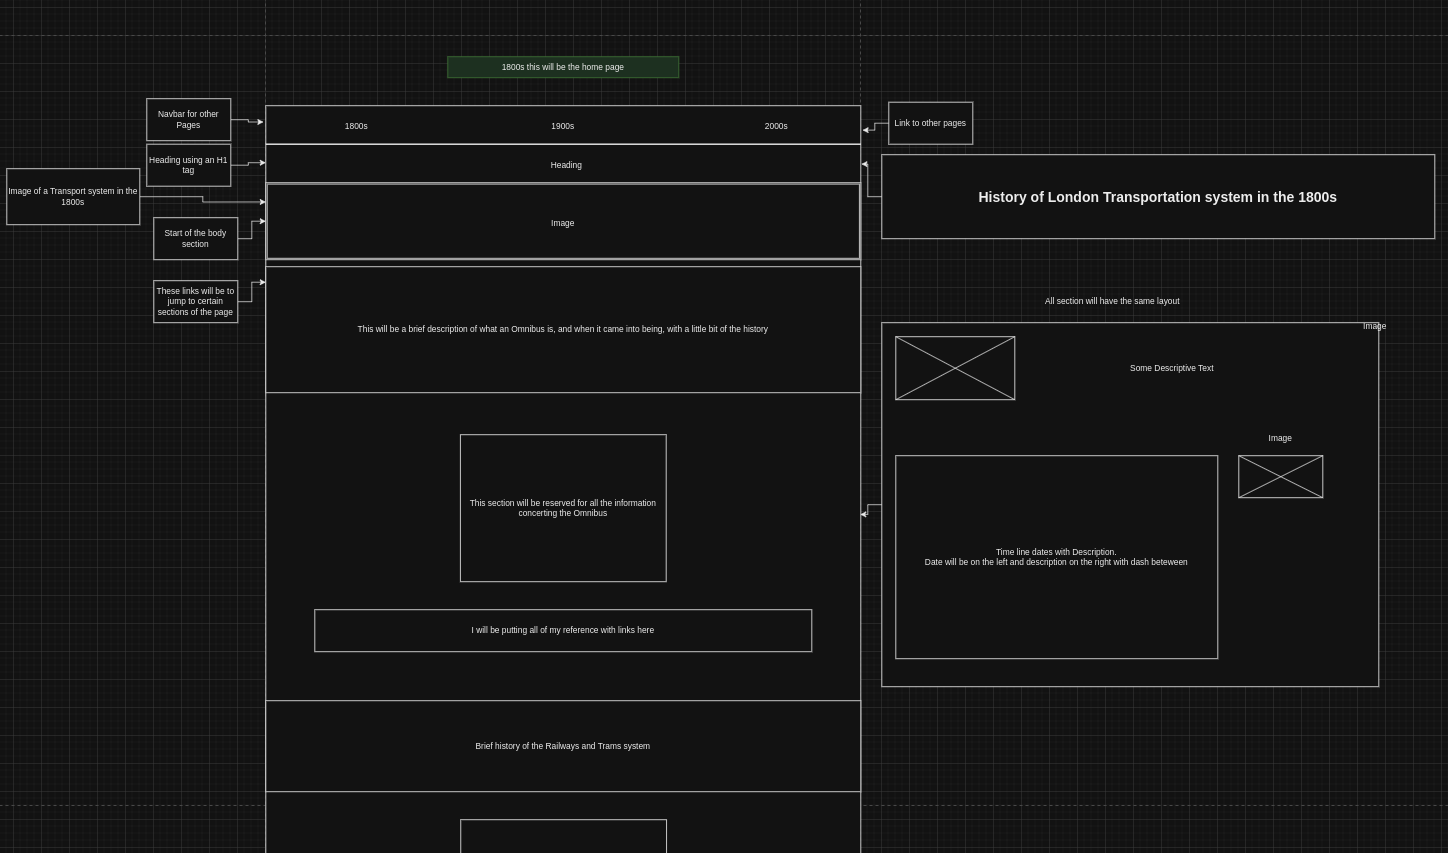 1800s this will be the home page
Navbar for other
Pages
1800s
1900s
2000s
Link to other pages
Heading using an H1
tag
Heading
Image of a Transport system in the
1800s
History of London Transportation system in the 1800s
Start of the body
section
Image
These links will be to
jump to certain
sections of the page
This will be a brief description of what an Omnibus is, and when it came into being, with a little bit of the history
All section will have the same layout
Image
Some Descriptive Text
Image
This section will be reserved for all the information
concerting the Omnibus
Time line dates with Description.
Date will be on the left and description on the right with dash beteween
I will be putting all of my reference with links here
Brief history of the Railways and Trams system